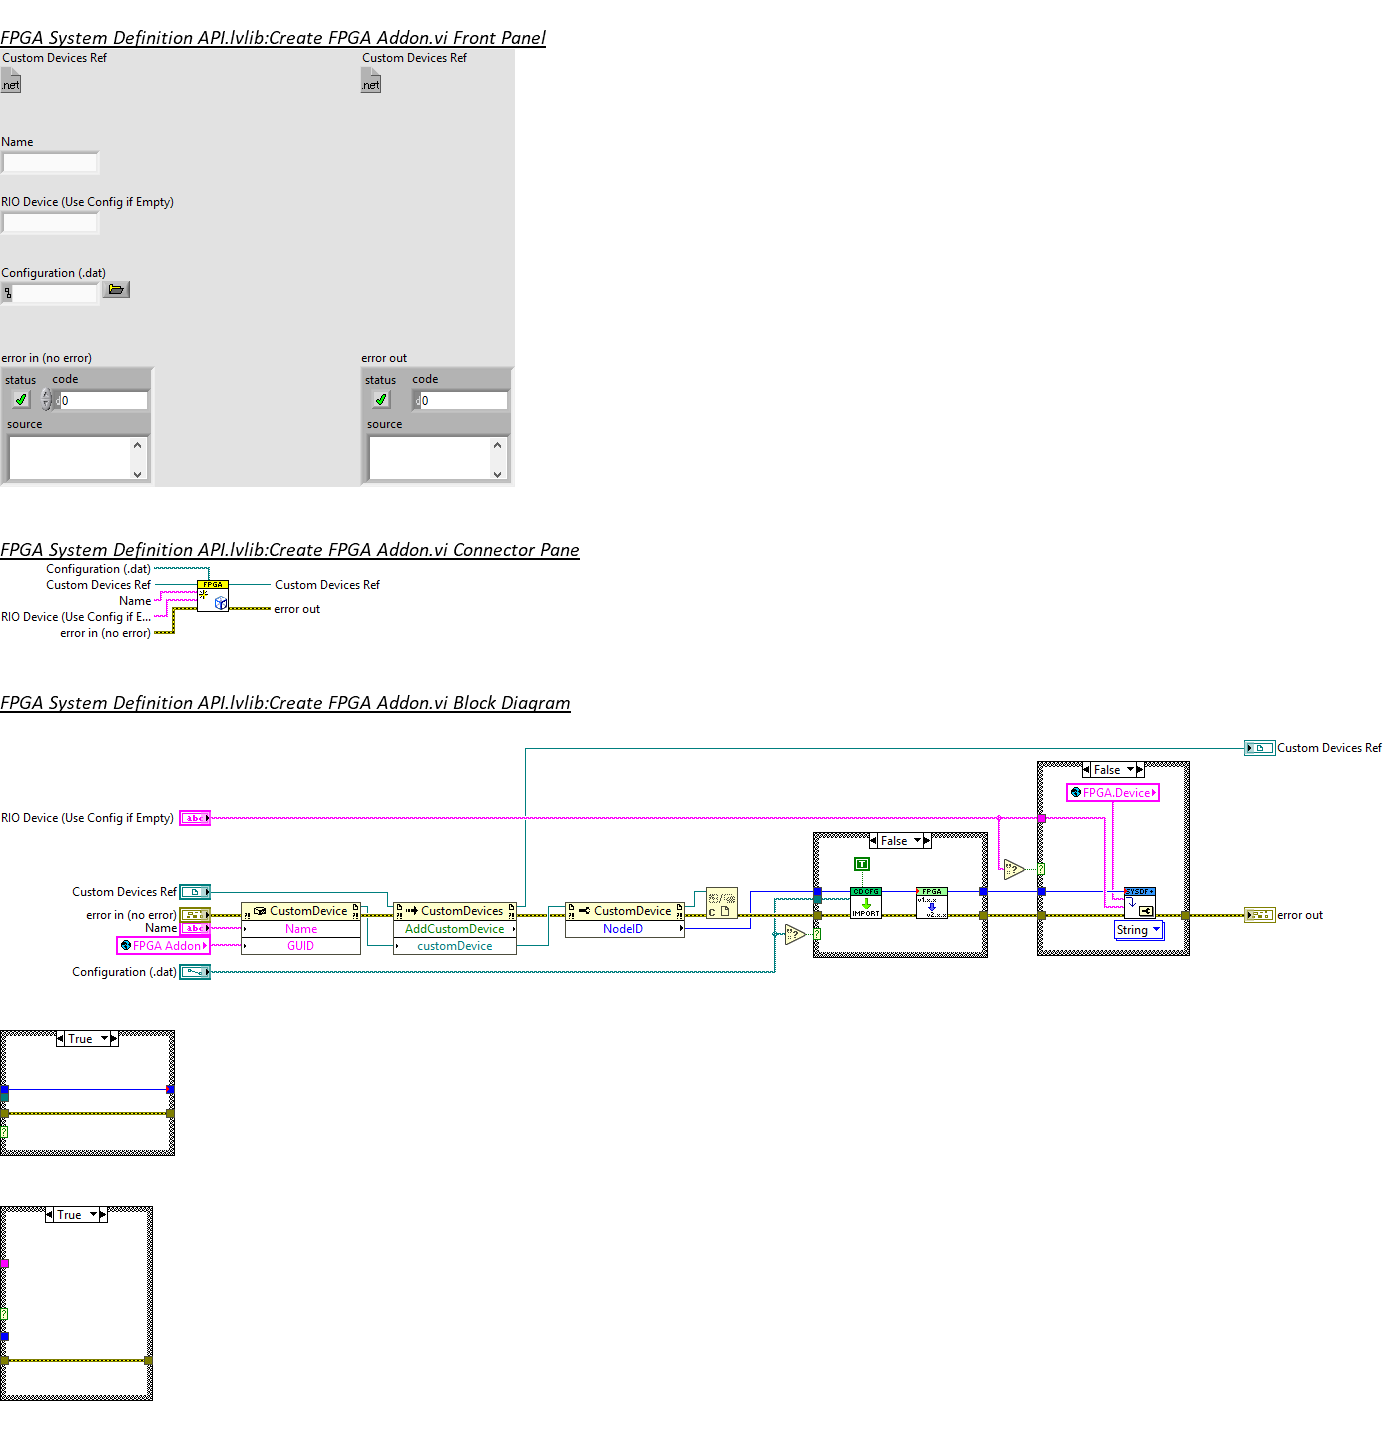 FPGA System Definition API.lvlib:Create FPGA Addon.vi Front Panel
Custom Devices Ref
Custom Devices Ref
.net
.net
Name
RIO Device (Use Config if Empty)
Configuration (.dat)
error in (no error)
error out
status code
status code
d 0
d 0
source
source
FPGA System Definition API.lvlib:Create FPGA Addon.vi Connector Pane
Configuration (.dat)
Custom Devices Ref
FPGA
Custom Devices Ref
Name
error out
RIO Device (Use Config if E...
error in (no error)
FPGA System Definition API.lvlib:Create FPGA Addon.vi Block Diagram
Custom Devices Ref
False
FPGA.Device
RIO Device (Use Config if Empty)
abc
False
T
?
?
Custom Devices Ref
CD CFG
FPGA
SYSDF+
v1.x.x
v2.x.x
IMPORT
C
error in (no error)
CustomDevice
CustomDevices
CustomDevice
error out
Name
abc
Name
AddCustomDevice
NodeID
?
?
String
FPGA Addon
GUID
customDevice
Configuration (.dat)
True
?
True
?